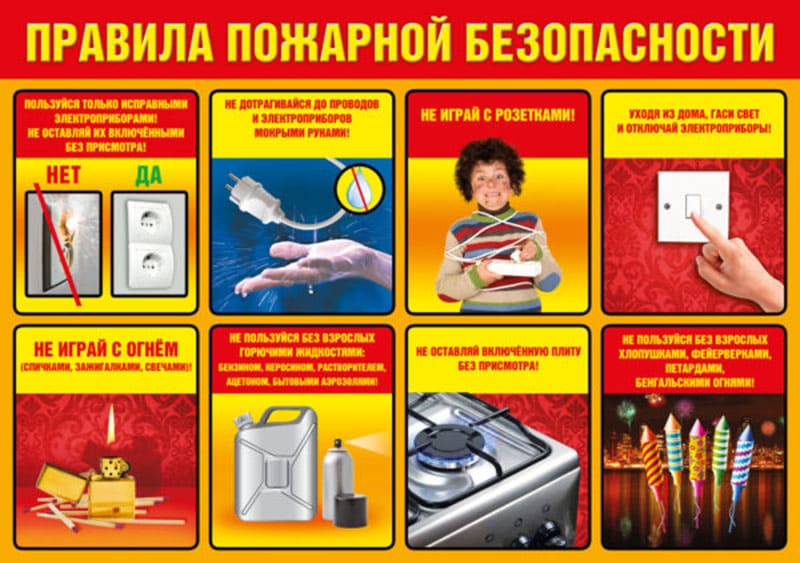 ПРАВИЛА ПОЖАРНОЙ БЕЗОПАСНОСТИ
ПОЛЬЗУЙСЯ ТОЛЬКО ИСПРАВНЫМИ
ЭЛЕКТРОПРИБОРАМИ!
НЕ ОСТАВЛЯЙ ИХ ВКЛЮЧЁННЫМИ
БЕЗ ПРИСМОТРА!
НЕТ ДА
НЕ ДОТРАГИВАЙСЯ ДО ПРОВОДОВ
И ЭЛЕКТРОПРИБОРОВ
МОКРЫМИ РУКАМИ!
НЕ ИГРАЙ С РОЗЕТКАМИ!
УХОДЯ ИЗ ДОМА, ГАСИ СВЕТ
И ОТКЛЮЧАЙ ЭЛЕКТРОПРИБОРЫ!
НЕ ИГРАЙ С ОГНЁМ
(СПИЧКАМИ, ЗАЖИГАЛКАМИ, СВЕЧАМИ)!
НЕ ПОЛЬЗУЙСЯ БЕЗ ВЗРОСЛЫХ
ГОРЮЧИМИ ЖИДКОСТЯМИ:
БЕНЗИНОМ, КЕРОСИНОМ, РАСТВОРИТЕЛЕМ,
АЦЕТОНОМ, БЫТОВЫМИ АЭРОЗОЛЯМИ!
НЕ ОСТАВЛЯЙ ВКЛЮЧЁННУЮ ПЛИТУ
БЕЗ ПРИСМОТРА!
НЕ ПОЛЬЗУЙСЯ БЕЗ ВЗРОСЛЫХ
ХЛОПУШКАМИ, ФЕЙЕРВЕРКАМИ,
ПЕТАРДАМИ,
БЕНГАЛЬСКИМИ ОГНЯМИ!